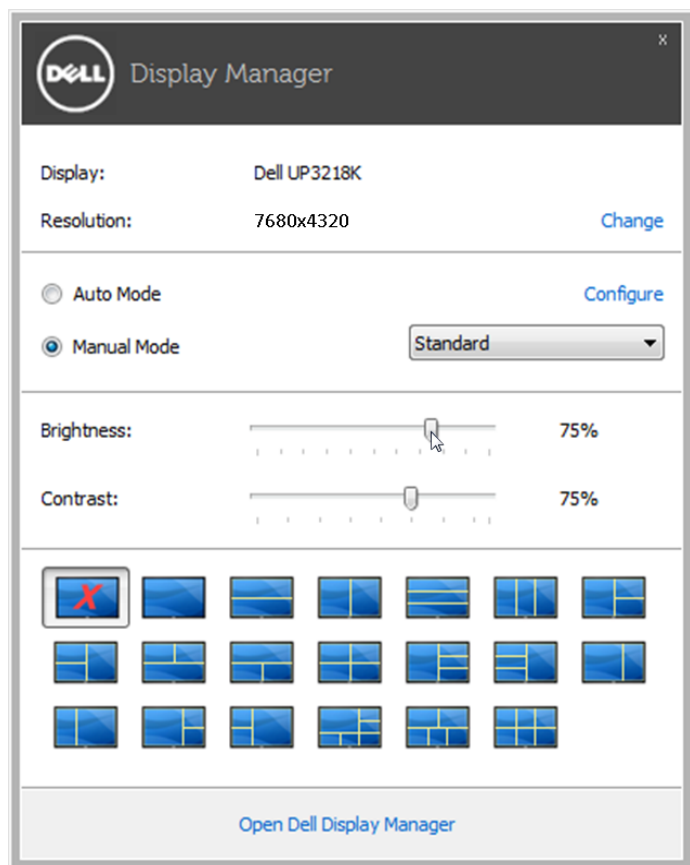 DELL Display Manager x
Display: Dell UP3218K
Resolution: 7680x4320 Change
Auto Mode Configure
Manual Mode Standard
Brightness: 75%
Contrast: 75%
Open Dell Display Manager